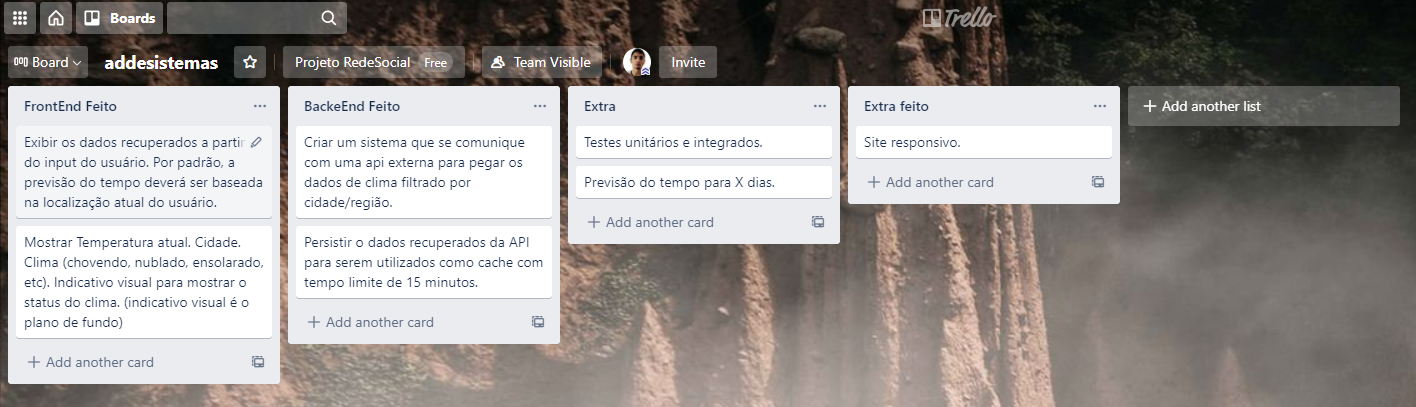 Boards
Trello
Board
addesistemas
Projeto RedeSocial Free
Team Visible
Invite
FrontEnd Feito
Exibir os dados recuperados a partir
do input do usuário. Por padrão, a
previsão do tempo deverá ser baseada
na localização atual do usuário.
Mostrar Temperatura atual. Cidade.
Clima (chovendo, nublado, ensolarado,
etc). Indicativo visual para mostrar o
status do clima. (indicativo visual é o
plano de fundo)
Add another card
BackeEnd Feito
Criar um sistema que se comunique
com uma api externa para pegar os
dados de clima filtrado por
cidade/região.
Persistir o dados recuperados da API
para serem utilizados como cache com
tempo limite de 15 minutos.
Add another card
Extra
Testes unitários e integrados.
Previsão do tempo para X dias.
Add another card
Extra feito
Site responsivo.
Add another card
Add another list